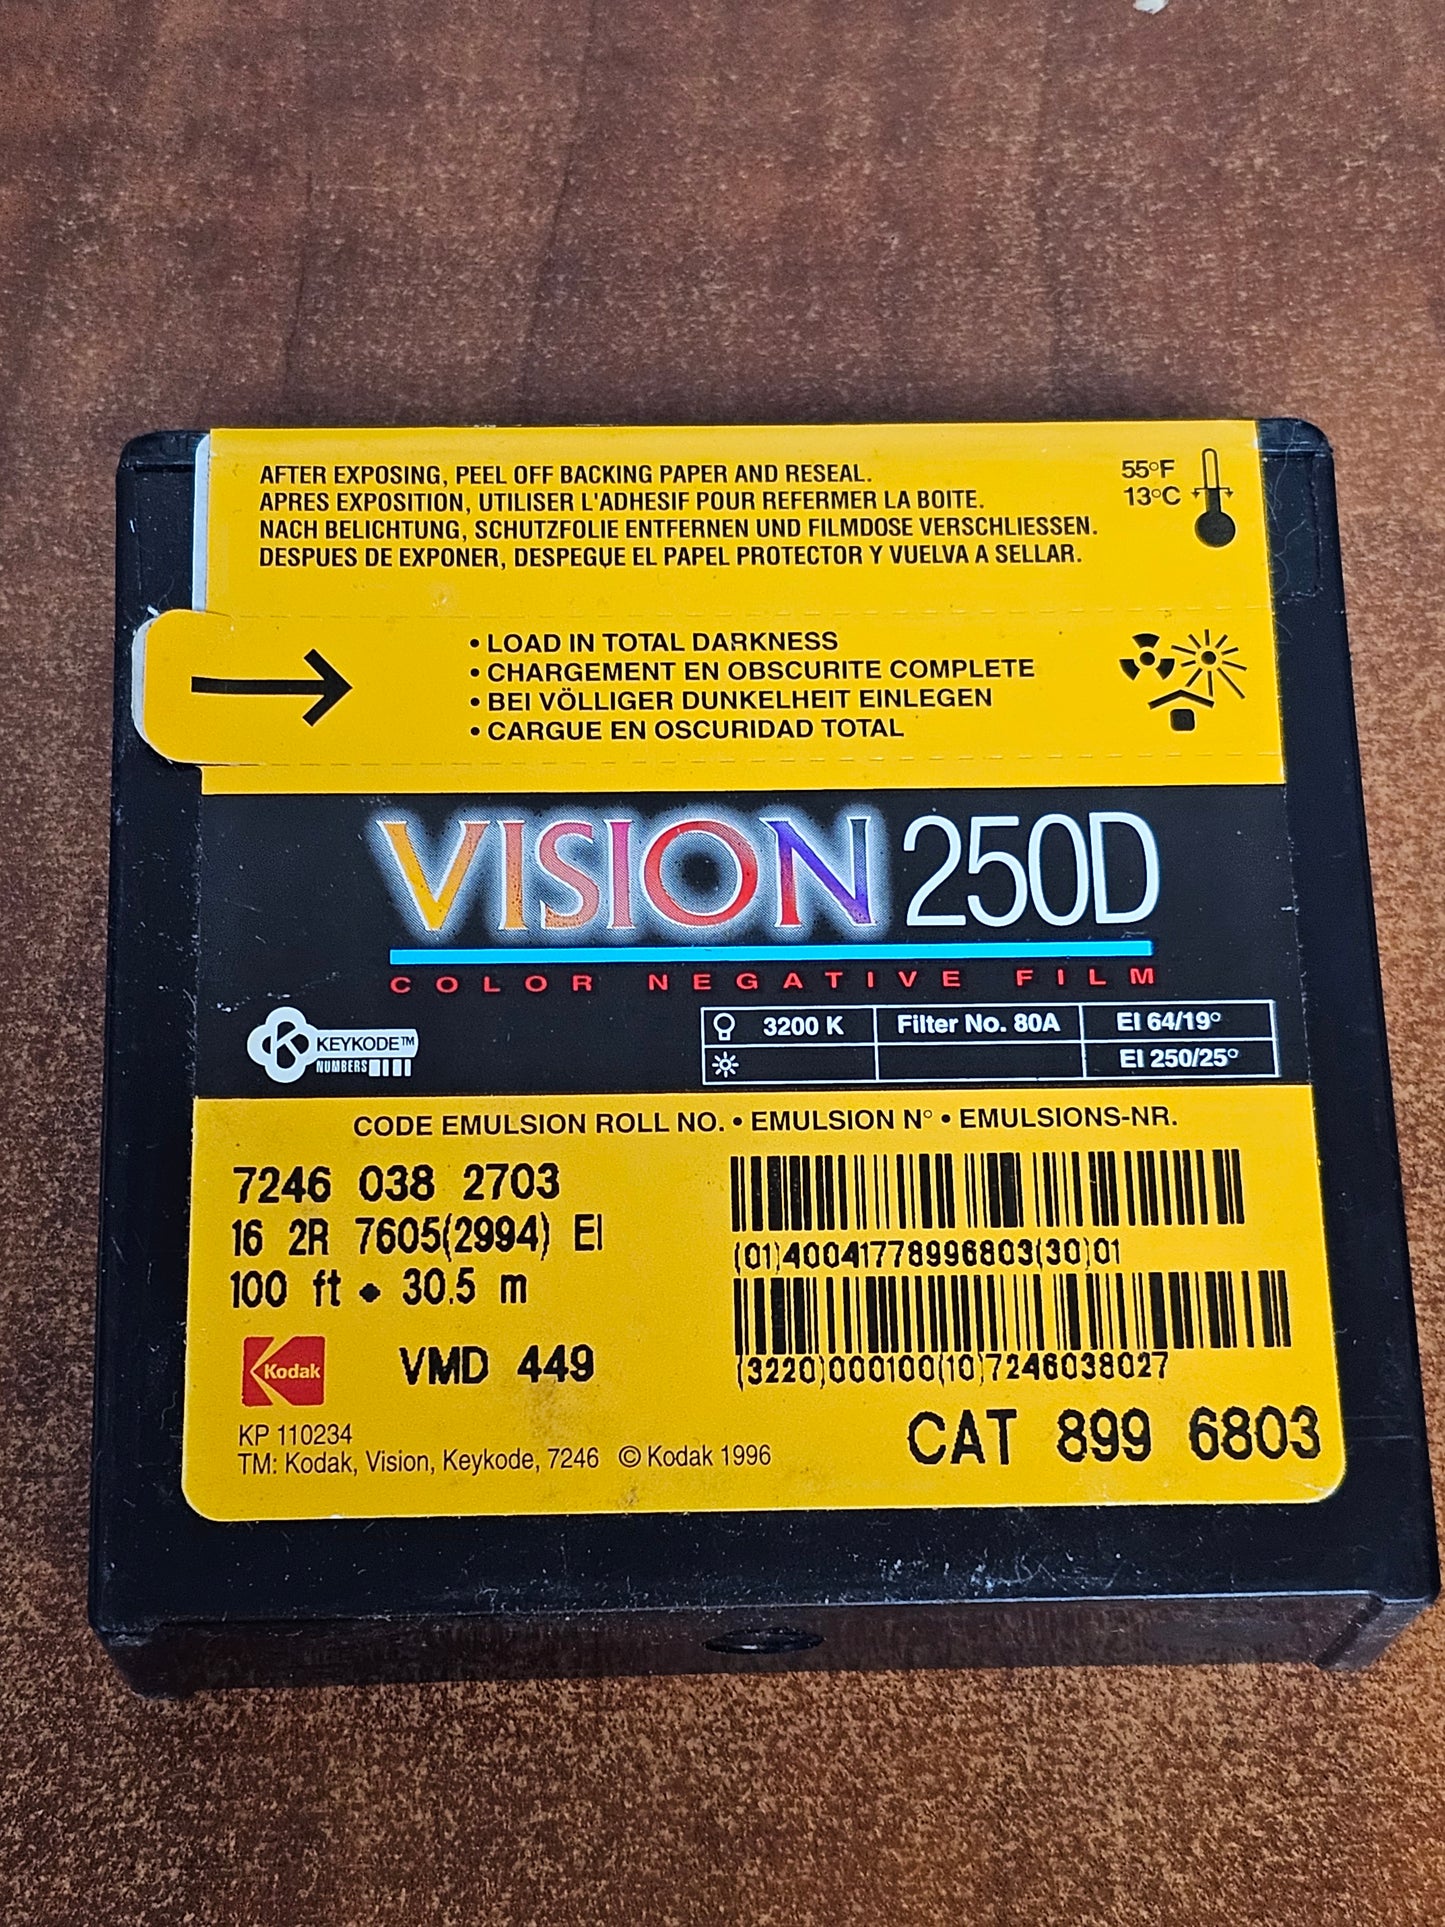 AFTER EXPOSING, PEEL OFF BACKING PAPER AND RESEAL.
APRES EXPOSITION, UTILISER L'ADHESIF POUR REFERMER LA BOITE.
NACH BELICHTUNG, SCHUTZFOLIE ENTFERNEN UND FILMDOSE VERSCHLIESSEN.
DESPUES DE EXPONER, DESPEGUE EL PAPEL PROTECTOR Y VUELVA A SELLAR.
55°F
13°C
• LOAD IN TOTAL DARKNESS
• CHARGEMENT EN OBSCURITE COMPLETE
• BEI VÖLLIGER DUNKELHEIT EINLEGEN
• CARGUE EN OSCURIDAD TOTAL
VISION 250D
COLOR NEGATIVE FILM
KEYKODE™
NUMBERS
3200 K Filter No. 80A EI 64/19°
EI 250/25°
CODE EMULSION ROLL NO. • EMULSION N° • EMULSIONS-NR.
7246 038 2703
16 2R 7605(2994) EI
100 ft ◆ 30.5 m
(01)40041778996803(30)01
(3220)000100(10)7246038027
Kodak
VMD 449
CAT 899 6803
KP 110234
TM: Kodak, Vision, Keykode, 7246 © Kodak 1996